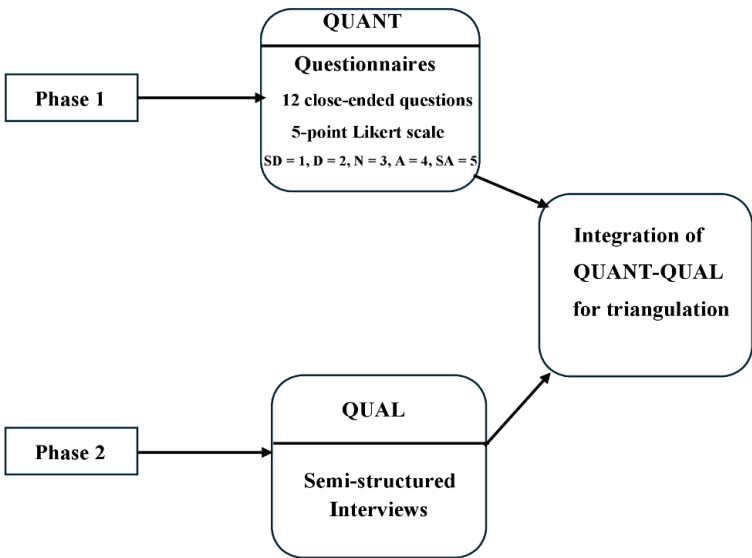 Phase 1
QUANT
Questionnaires
12 close-ended questions
5-point Likert scale
SD = 1, D = 2, N = 3, A = 4, SA = 5
Integration of
QUANT-QUAL
for triangulation
Phase 2
QUAL
Semi-structured
Interviews